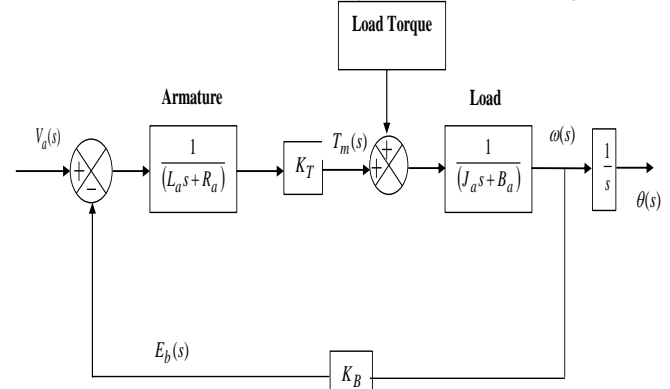 Load Torque
Armature
Load
V_a(s)
+
−
1
(L_a s + R_a)
K_T
T_m(s)
+
+
1
(J_a s + B_a)
ω(s)
1
s
θ(s)
E_b(s)
K_B